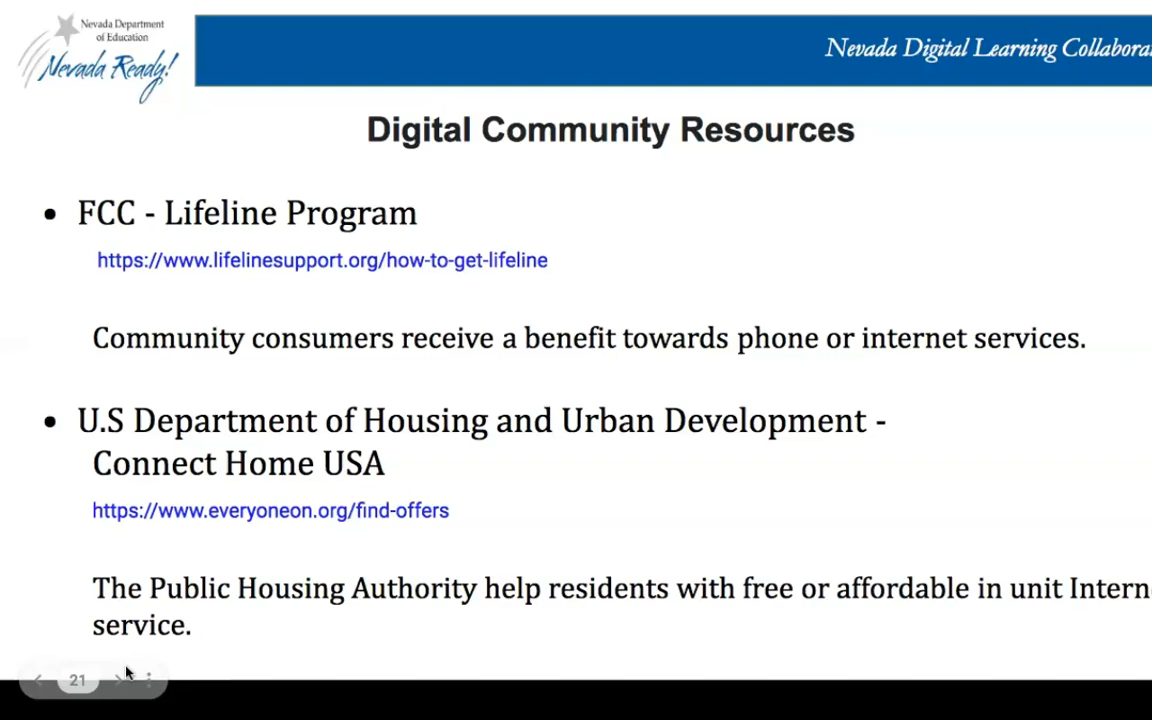 Nevada Department
of Education
Nevada Ready!
Nevada Digital Learning Collabora
Digital Community Resources
• FCC - Lifeline Program
https://www.lifelinesupport.org/how-to-get-lifeline
Community consumers receive a benefit towards phone or internet services.
• U.S Department of Housing and Urban Development -
Connect Home USA
https://www.everyoneon.org/find-offers
The Public Housing Authority help residents with free or affordable in unit Intern
service.
21